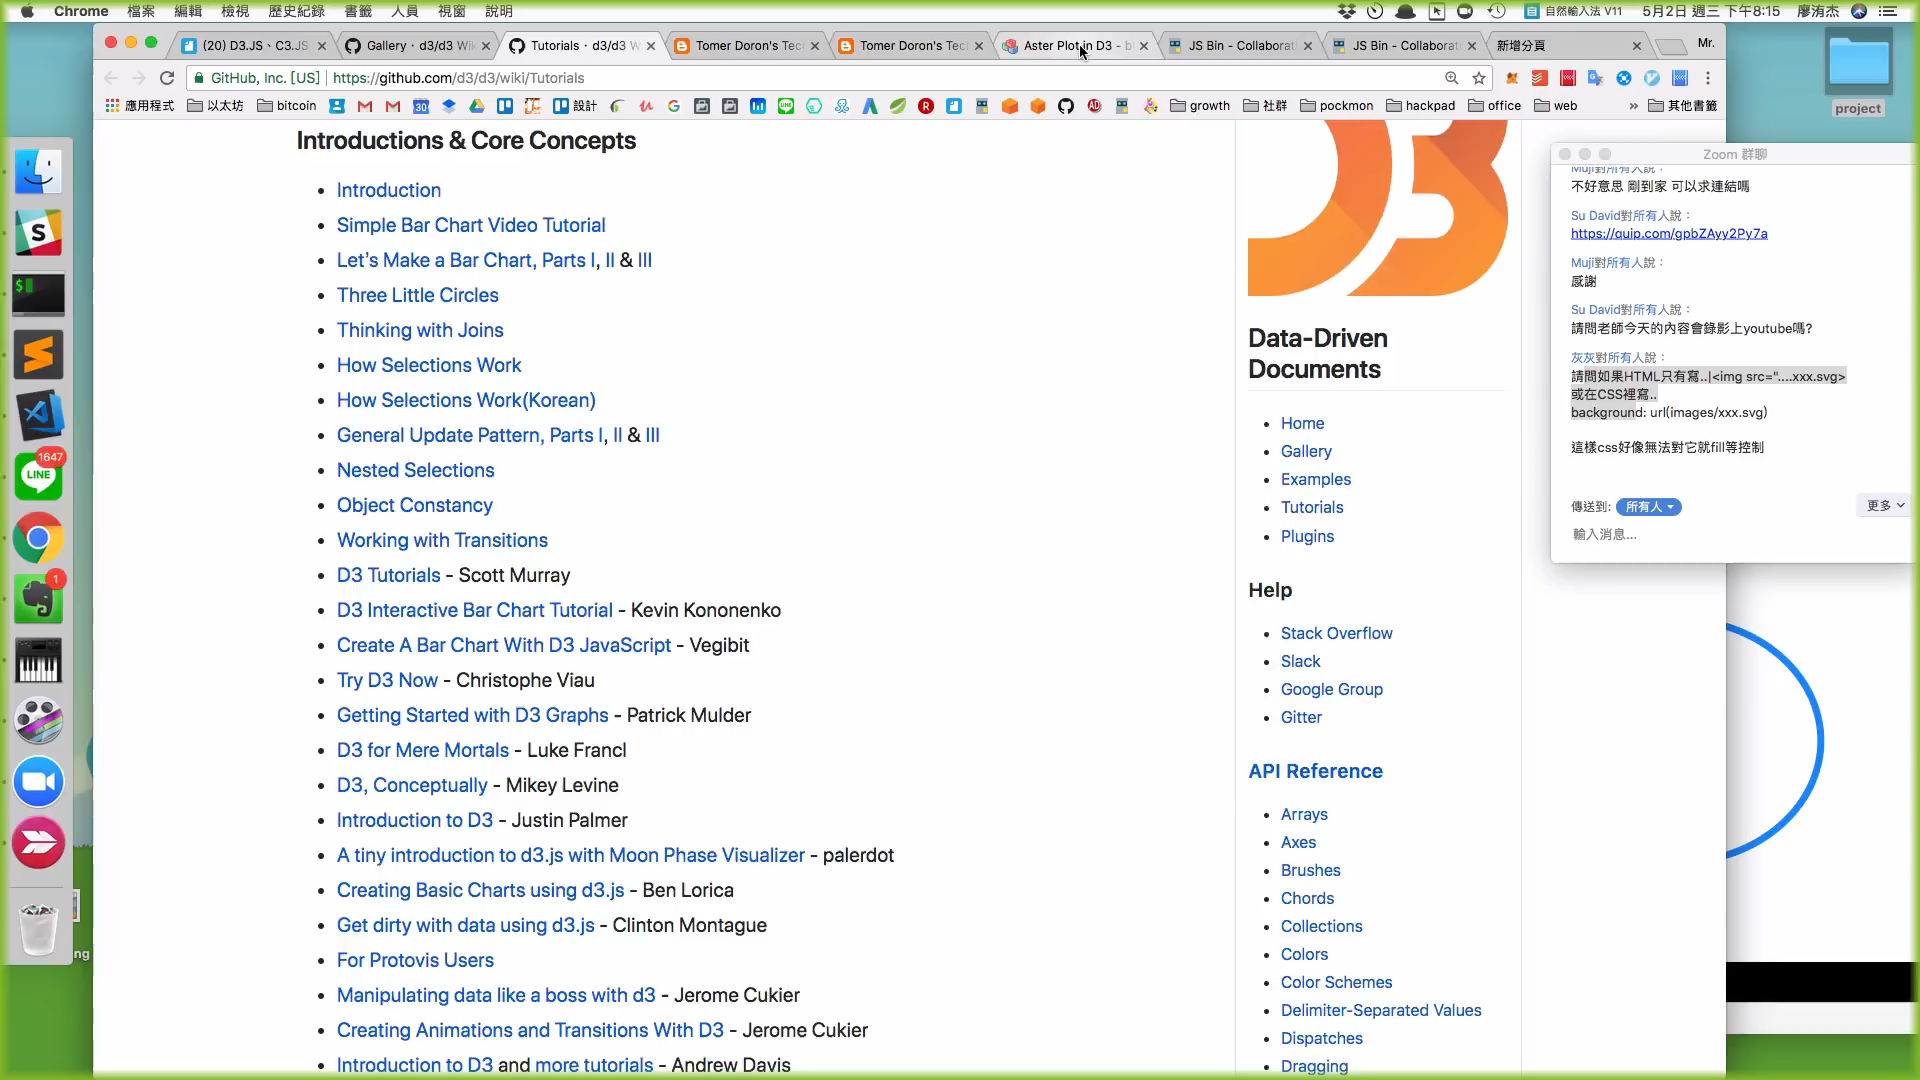 Chrome 檔案 編輯 檢視 歷史紀錄 書籤 人員 視窗 說明
自然輸入法 V11 5月2日 週三 下午8:15 廖洧杰
(20) D3.JS、C3.JS
Gallery · d3/d3 Wiki
Tutorials · d3/d3 W
Tomer Doron's Tec
Tomer Doron's Tec
Aster Plot in D3 - b
JS Bin - Collaborat
JS Bin - Collaborat
新增分頁
Mr.
GitHub, Inc. [US] https://github.com/d3/d3/wiki/Tutorials
應用程式 以太坊 bitcoin 設計 growth 社群 pockmon hackpad office web » 其他書籤
Introductions & Core Concepts
Introduction
Simple Bar Chart Video Tutorial
Let's Make a Bar Chart, Parts I, II & III
Three Little Circles
Thinking with Joins
How Selections Work
How Selections Work(Korean)
General Update Pattern, Parts I, II & III
Nested Selections
Object Constancy
Working with Transitions
D3 Tutorials - Scott Murray
D3 Interactive Bar Chart Tutorial - Kevin Kononenko
Create A Bar Chart With D3 JavaScript - Vegibit
Try D3 Now - Christophe Viau
Getting Started with D3 Graphs - Patrick Mulder
D3 for Mere Mortals - Luke Francl
D3, Conceptually - Mikey Levine
Introduction to D3 - Justin Palmer
A tiny introduction to d3.js with Moon Phase Visualizer - palerdot
Creating Basic Charts using d3.js - Ben Lorica
Get dirty with data using d3.js - Clinton Montague
For Protovis Users
Manipulating data like a boss with d3 - Jerome Cukier
Creating Animations and Transitions With D3 - Jerome Cukier
Introduction to D3 and more tutorials - Andrew Davis
Data-Driven
Documents
Home
Gallery
Examples
Tutorials
Plugins
Help
Stack Overflow
Slack
Google Group
Gitter
API Reference
Arrays
Axes
Brushes
Chords
Collections
Colors
Color Schemes
Delimiter-Separated Values
Dispatches
Dragging
project
Zoom 群聊
Muji對所有人說：
不好意思 剛到家 可以求連結嗎
Su David對所有人說：
https://quip.com/gpbZAyy2Py7a
Muji對所有人說：
感謝
Su David對所有人說：
請問老師今天的內容會錄影上youtube嗎?
灰灰對所有人說：
請問如果HTML只有寫..|<img src="....xxx.svg>
或在CSS裡寫..
background: url(images/xxx.svg)
這樣css好像無法對它就fill等控制
傳送到: 所有人
更多
輸入消息...
1647
LINE
1
ng